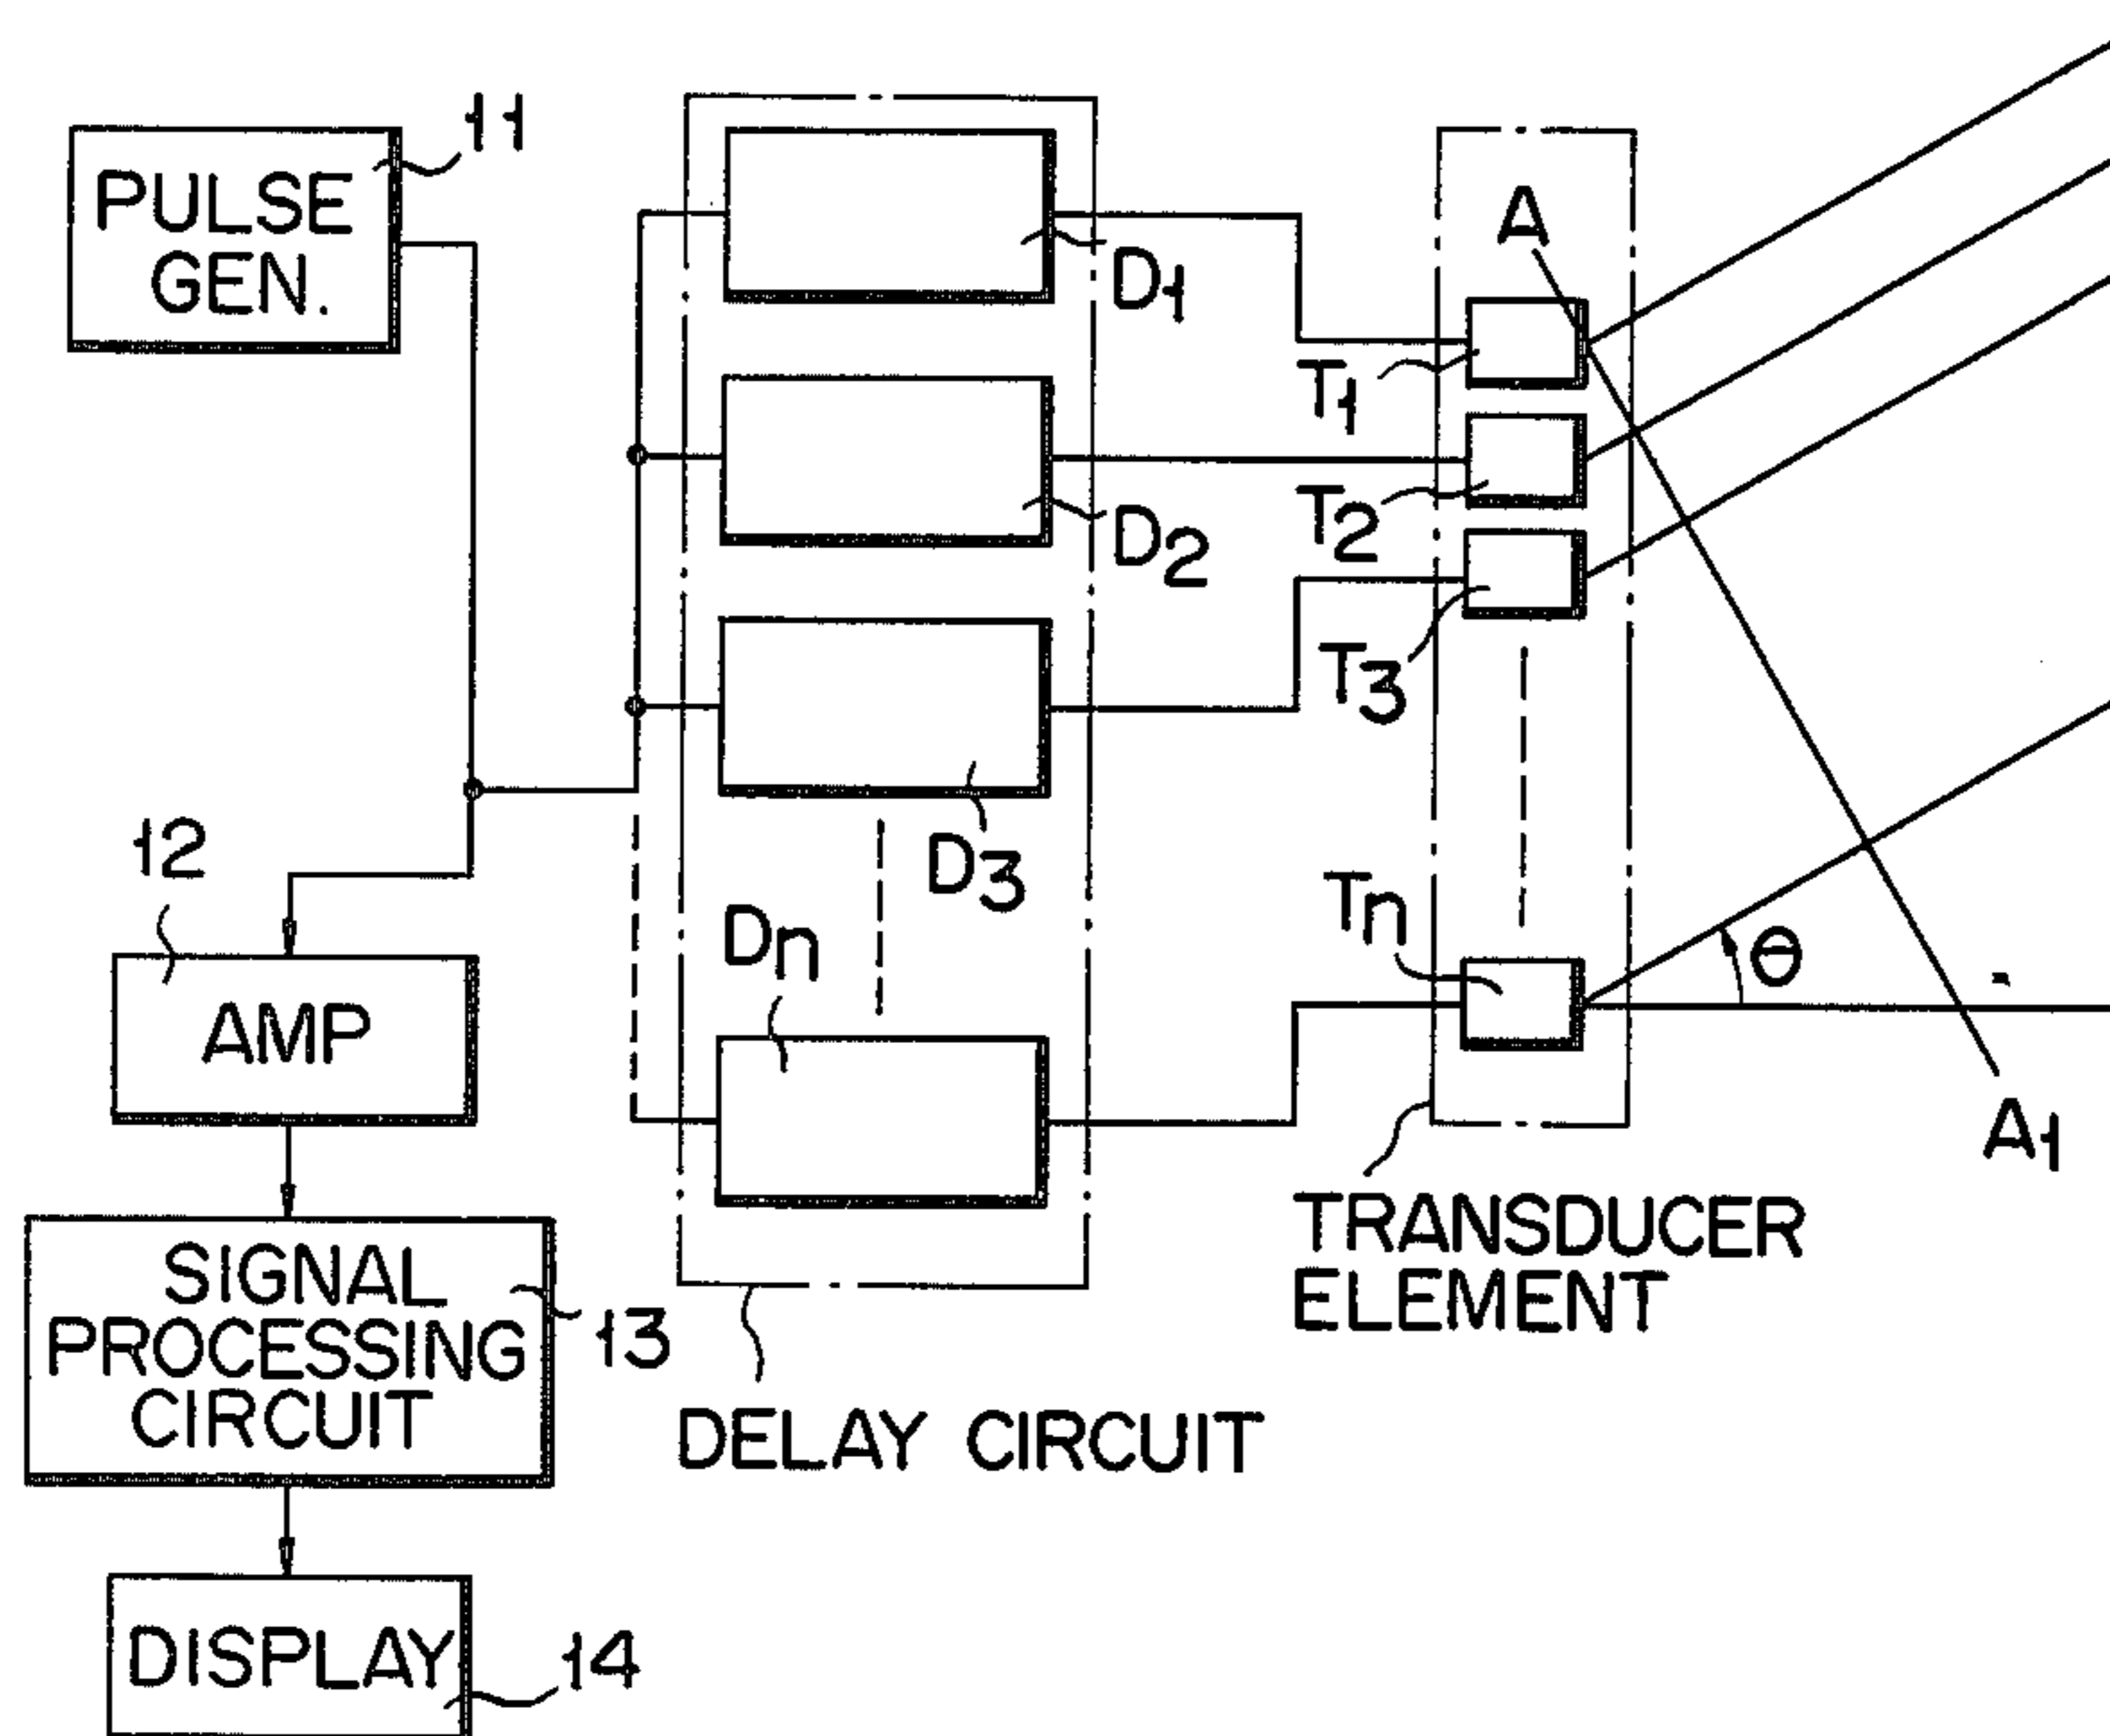 11
PULSE
GEN.
A
D1
T1
T2
D2
T3
12
D3
Dn
Tn
θ
AMP
A1
TRANSDUCER
ELEMENT
SIGNAL
PROCESSING
CIRCUIT
13
DELAY CIRCUIT
DISPLAY
14